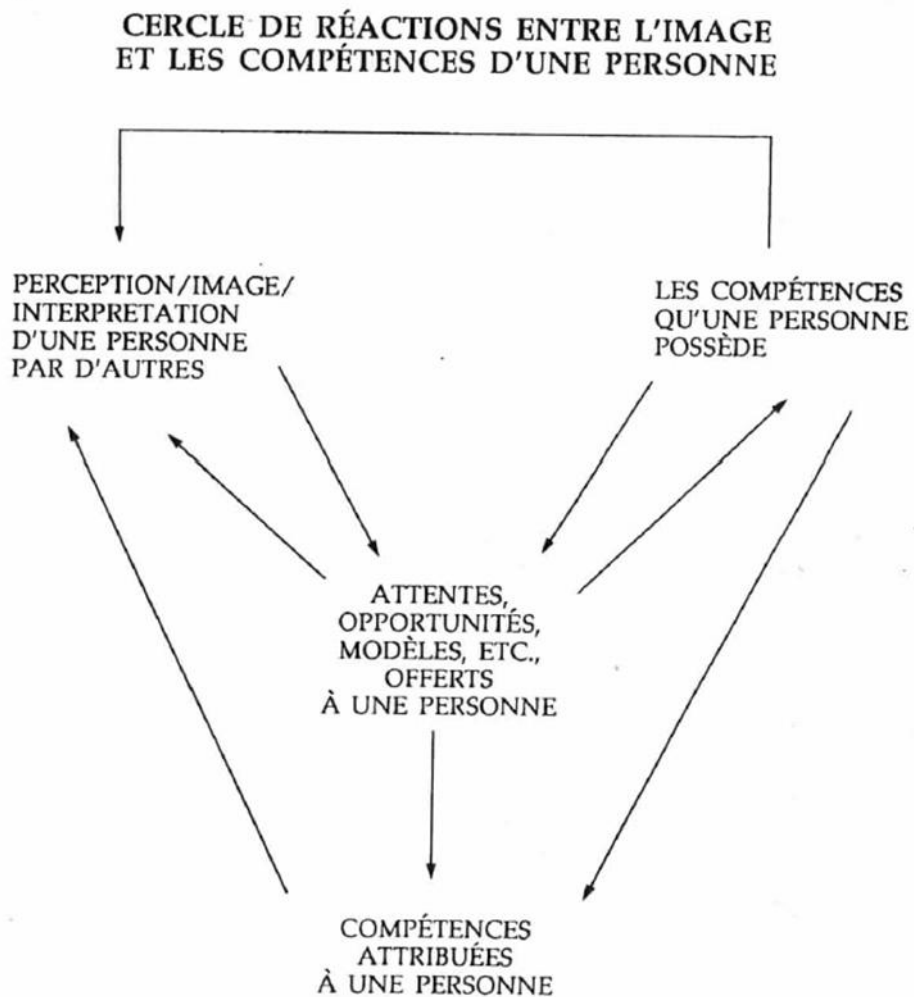 CERCLE DE RÉACTIONS ENTRE L'IMAGE
ET LES COMPÉTENCES D'UNE PERSONNE
PERCEPTION/IMAGE/
INTERPRETATION
D'UNE PERSONNE
PAR D'AUTRES
LES COMPÉTENCES
QU'UNE PERSONNE
POSSÈDE
ATTENTES,
OPPORTUNITÉS,
MODÈLES, ETC.,
OFFERTS
À UNE PERSONNE
COMPÉTENCES
ATTRIBUÉES
À UNE PERSONNE